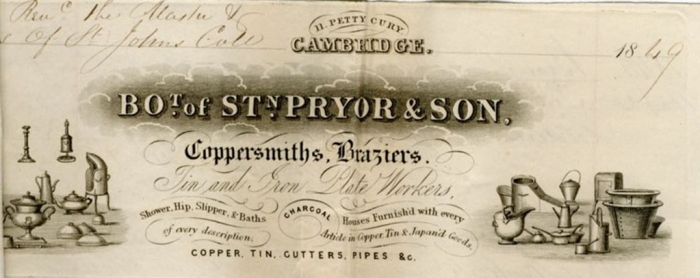 Revd. the Master &
s Of St Johns Coll
11. PETTY CURY
CAMBRIDGE.
1849
BOT. of STN PRYOR & SON.
Coppersmiths, Braziers.
Tin and Iron Plate Workers,
Shower, Hip, Slipper, & Baths
of every description.
CHARCOAL
Houses Furnish'd with every
Article in Copper, Tin & Japan'd Goods.
COPPER, TIN, GUTTERS, PIPES &c.